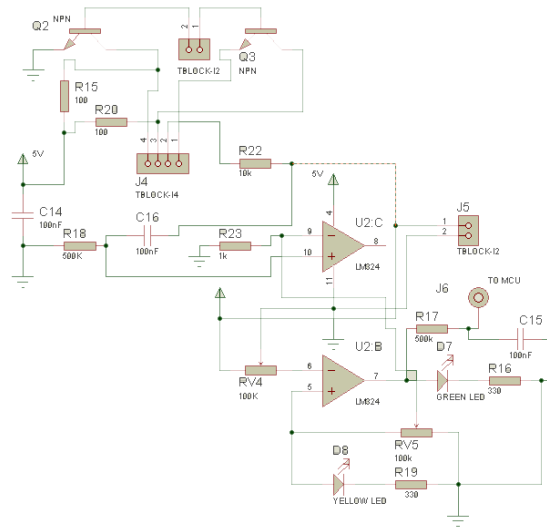 Q2
NPN
2
1
TBLOCK-I2
Q3
NPN
R15
100
R20
100
4
3
2
1
J4
TBLOCK-I4
R22
10k
5V
C14
100nF
R18
500K
C16
100nF
R23
1k
5V
4
U2:C
9
10
8
11
LM324
J5
1
2
TBLOCK-I2
J6
TO MCU
R17
500k
C15
100nF
RV4
100K
U2:B
6
5
7
LM324
D7
GREEN LED
R16
330
RV5
100k
D8
YELLOW LED
R19
330